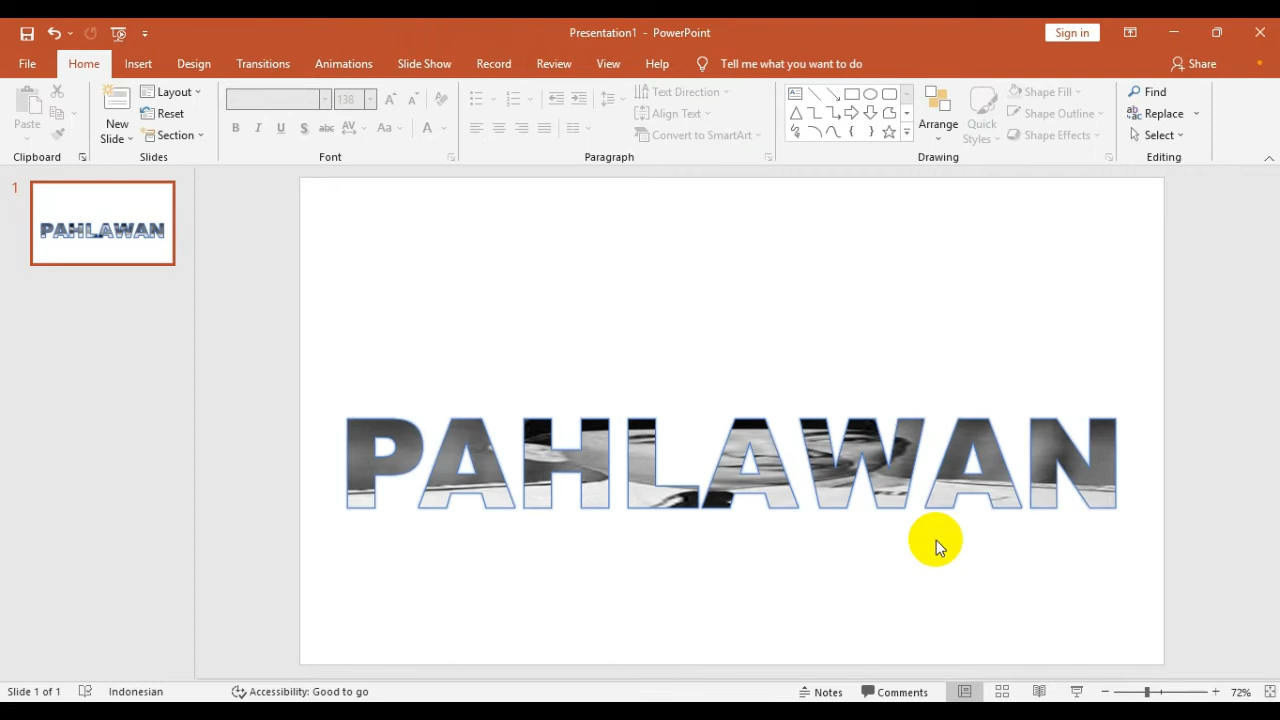 Presentation1 - PowerPoint
Sign in
File Home Insert Design Transitions Animations Slide Show Record Review View Help Tell me what you want to do Share
Paste
Clipboard
New Slide
Layout
Reset
Section
Slides
138
B I U S abc AV Aa A
Font
Text Direction
Align Text
Convert to SmartArt
Paragraph
Arrange
Quick Styles
Shape Fill
Shape Outline
Shape Effects
Drawing
Find
Replace
Select
Editing
1
PAHLAWAN
PAHLAWAN
Slide 1 of 1 Indonesian Accessibility: Good to go Notes Comments 72%